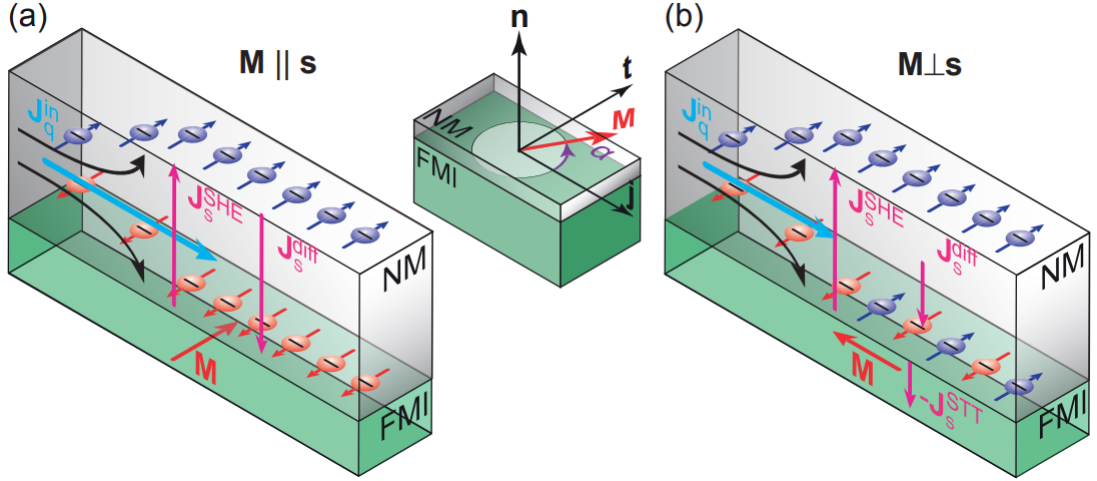 (a)
M || s
J_q^in
J_s^SHE
J_s^diff
M
NM
FMI
n
t
M
α
j
NM
FMI
(b)
M⊥s
J_q^in
J_s^SHE
J_s^diff
M
-J_s^STT
NM
FMI